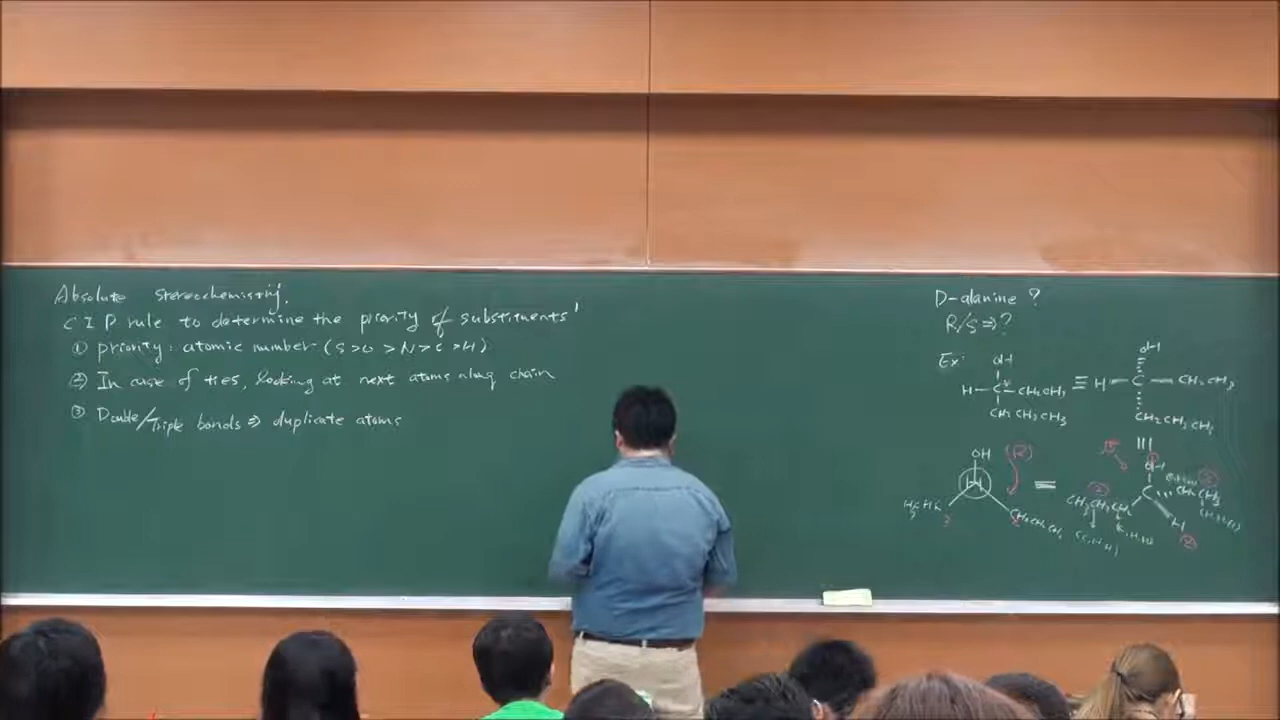 Absolute stereochemistry.
CIP rule to determine the priority of substituents'
① priority: atomic number (S>O>N>C>H)
② In case of ties, looking at next atoms along chain
③ Double/Triple bonds ⇒ duplicate atoms
D-alanine ?
R/S ⇒ ?
Ex:
OH
H-C-CH2CH3
CH2CH2CH3
≡
OH
H-C-CH2CH3
CH2CH2CH3
OH
(R)
=
OH
C
H